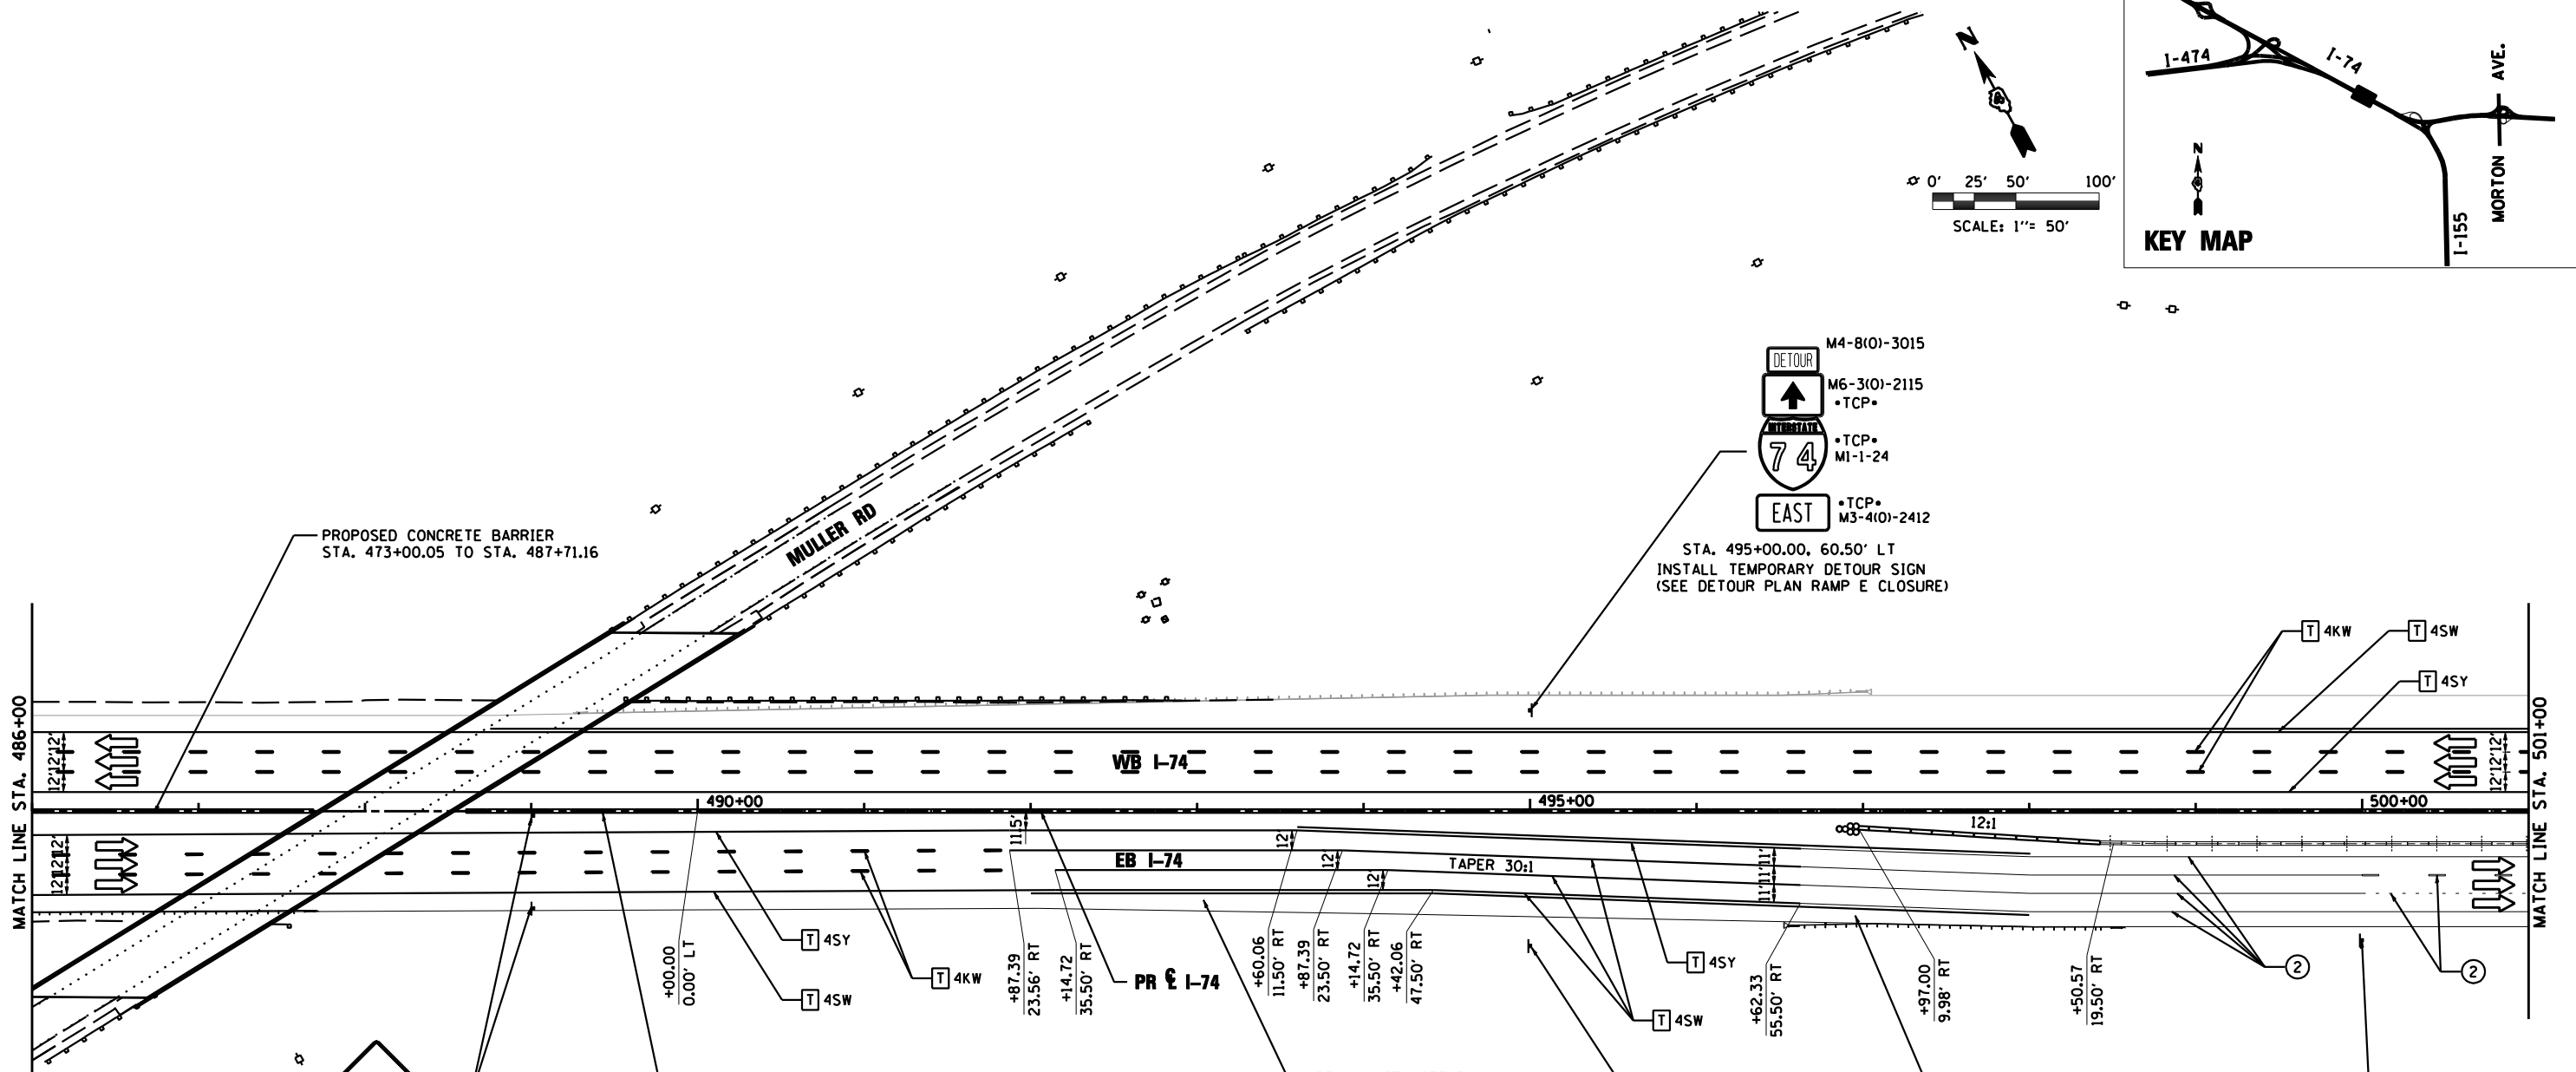 N
0' 25' 50' 100'
SCALE: 1"= 50'
I-474
I-74
MORTON AVE.
I-155
N
KEY MAP
DETOUR
M4-8(O)-3015
M6-3(O)-2115
•TCP•
INTERSTATE
74
•TCP•
M1-1-24
EAST
•TCP•
M3-4(O)-2412
STA. 495+00.00, 60.50' LT
INSTALL TEMPORARY DETOUR SIGN
(SEE DETOUR PLAN RAMP E CLOSURE)
MULLER RD
PROPOSED CONCRETE BARRIER
STA. 473+00.05 TO STA. 487+71.16
T 4KW
T 4SW
T 4SY
MATCH LINE STA. 486+00
MATCH LINE STA. 501+00
12' 12' 12'
WB I-74
12' 12' 12'
490+00
495+00
500+00
12' 12' 12'
11.5'
EB I-74
12'
12'
12'
TAPER 30:1
11' 11' 11'
12:1
T 4SY
T 4SW
T 4KW
+00.00
0.00' LT
+87.39
23.56' RT
+14.72
35.50' RT
PR ℄ I-74
+60.06
11.50' RT
+87.39
23.50' RT
+14.72
35.50' RT
+42.06
47.50' RT
T 4SY
T 4SW
+62.33
55.50' RT
+97.00
9.98' RT
+50.57
19.50' RT
2
2